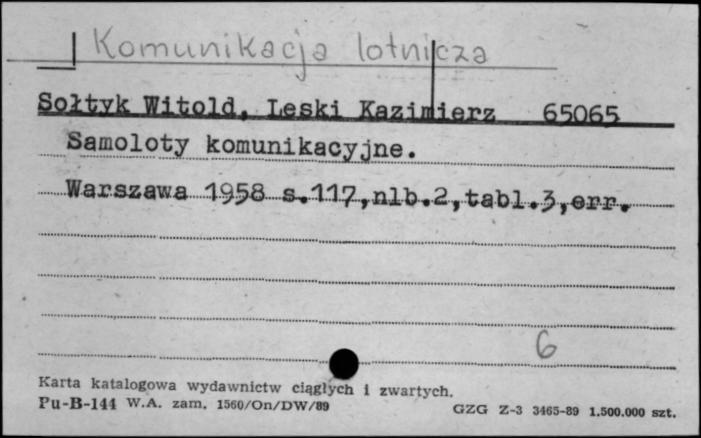 Komunikacja lotnicza
Sołtyk Witold, Leski Kazimierz 65065
Samoloty komunikacyjne.
Warszawa 1958 s.117,nlb.2,tabl.3,err.
6
Karta katalogowa wydawnictw ciągłych i zwartych.
Pu-B-144 W.A. zam. 1560/On/DW/89 GZG Z-3 3465-89 1.500.000 szt.